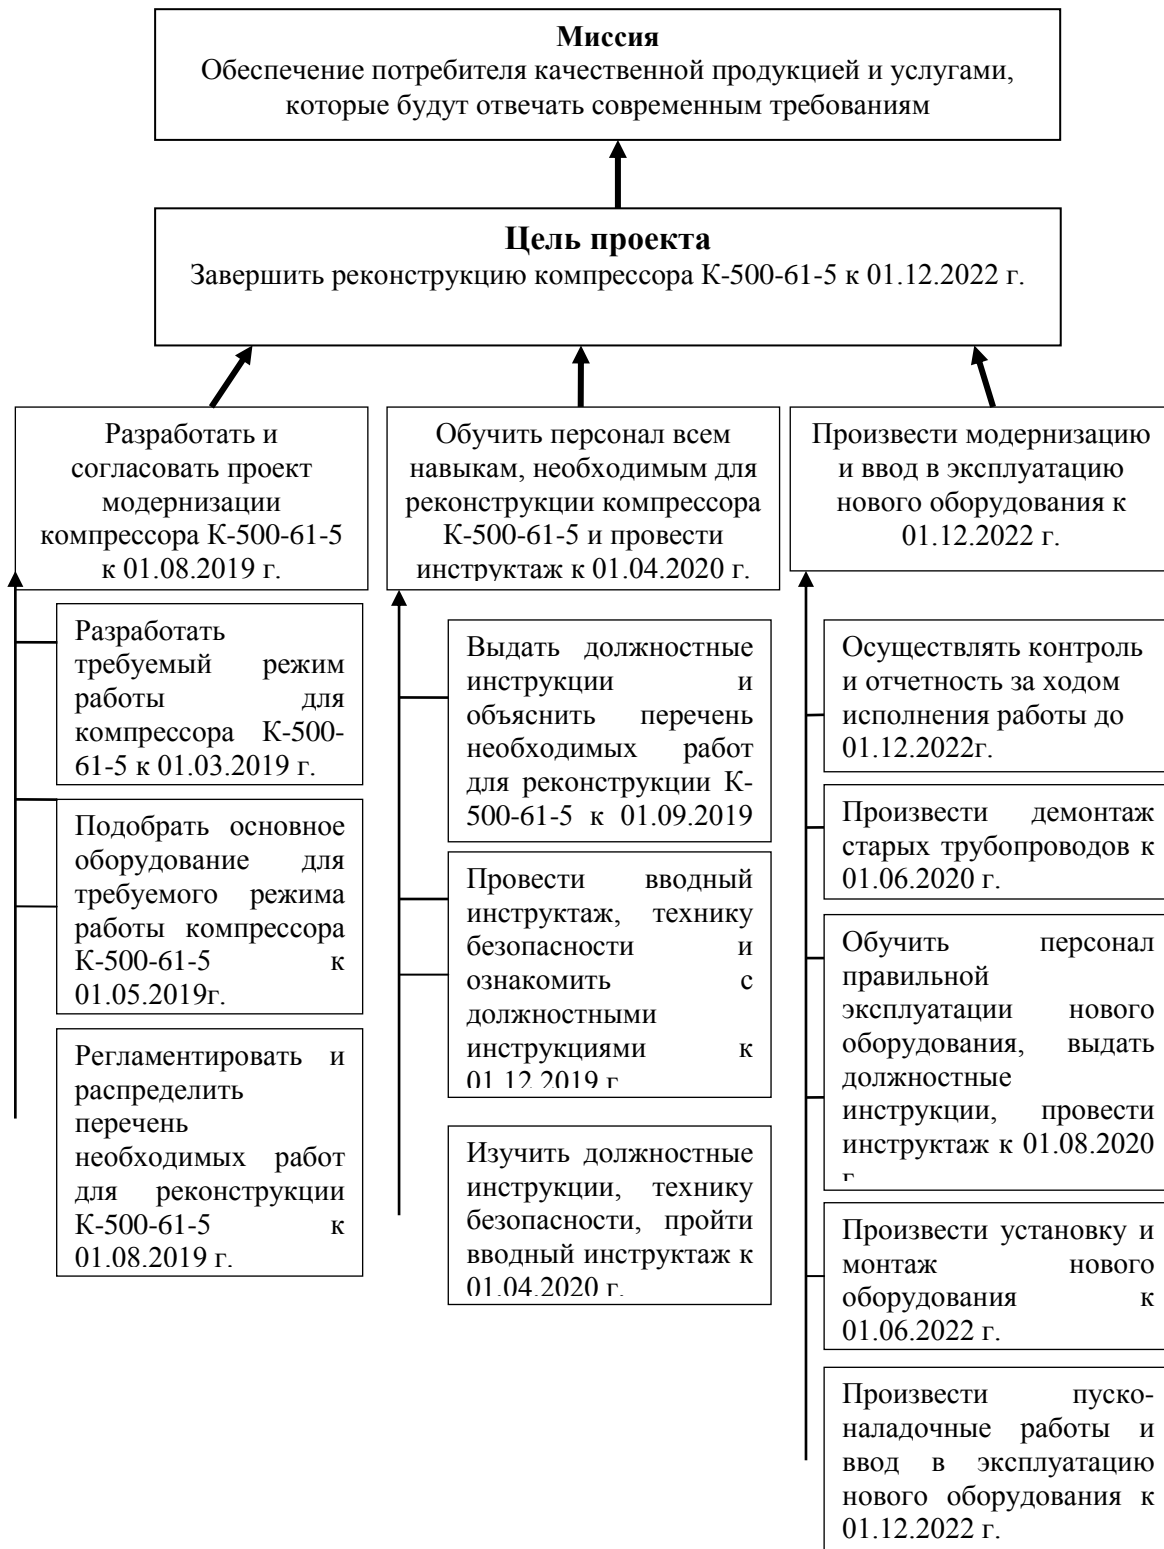 Миссия
Обеспечение потребителя качественной продукцией и услугами,
которые будут отвечать современным требованиям
Цель проекта
Завершить реконструкцию компрессора К-500-61-5 к 01.12.2022 г.
Разработать и
согласовать проект
модернизации
компрессора К-500-61-5
к 01.08.2019 г.
Разработать
требуемый режим
работы для
компрессора К-500-
61-5 к 01.03.2019 г.
Подобрать основное
оборудование для
требуемого режима
работы компрессора
К-500-61-5 к
01.05.2019г.
Регламентировать и
распределить
перечень
необходимых работ
для реконструкции
К-500-61-5 к
01.08.2019 г.
Обучить персонал всем
навыкам, необходимым для
реконструкции компрессора
К-500-61-5 и провести
инструктаж к 01.04.2020 г.
Выдать должностные
инструкции и
объяснить перечень
необходимых работ
для реконструкции К-
500-61-5 к 01.09.2019
Провести вводный
инструктаж, технику
безопасности и
ознакомить с
должностными
инструкциями к
01.12.2019 г
Изучить должностные
инструкции, технику
безопасности, пройти
вводный инструктаж к
01.04.2020 г.
Произвести модернизацию
и ввод в эксплуатацию
нового оборудования к
01.12.2022 г.
Осуществлять контроль
и отчетность за ходом
исполнения работы до
01.12.2022г.
Произвести демонтаж
старых трубопроводов к
01.06.2020 г.
Обучить персонал
правильной
эксплуатации нового
оборудования, выдать
должностные
инструкции, провести
инструктаж к 01.08.2020
г
Произвести установку и
монтаж нового
оборудования к
01.06.2022 г.
Произвести пуско-
наладочные работы и
ввод в эксплуатацию
нового оборудования к
01.12.2022 г.